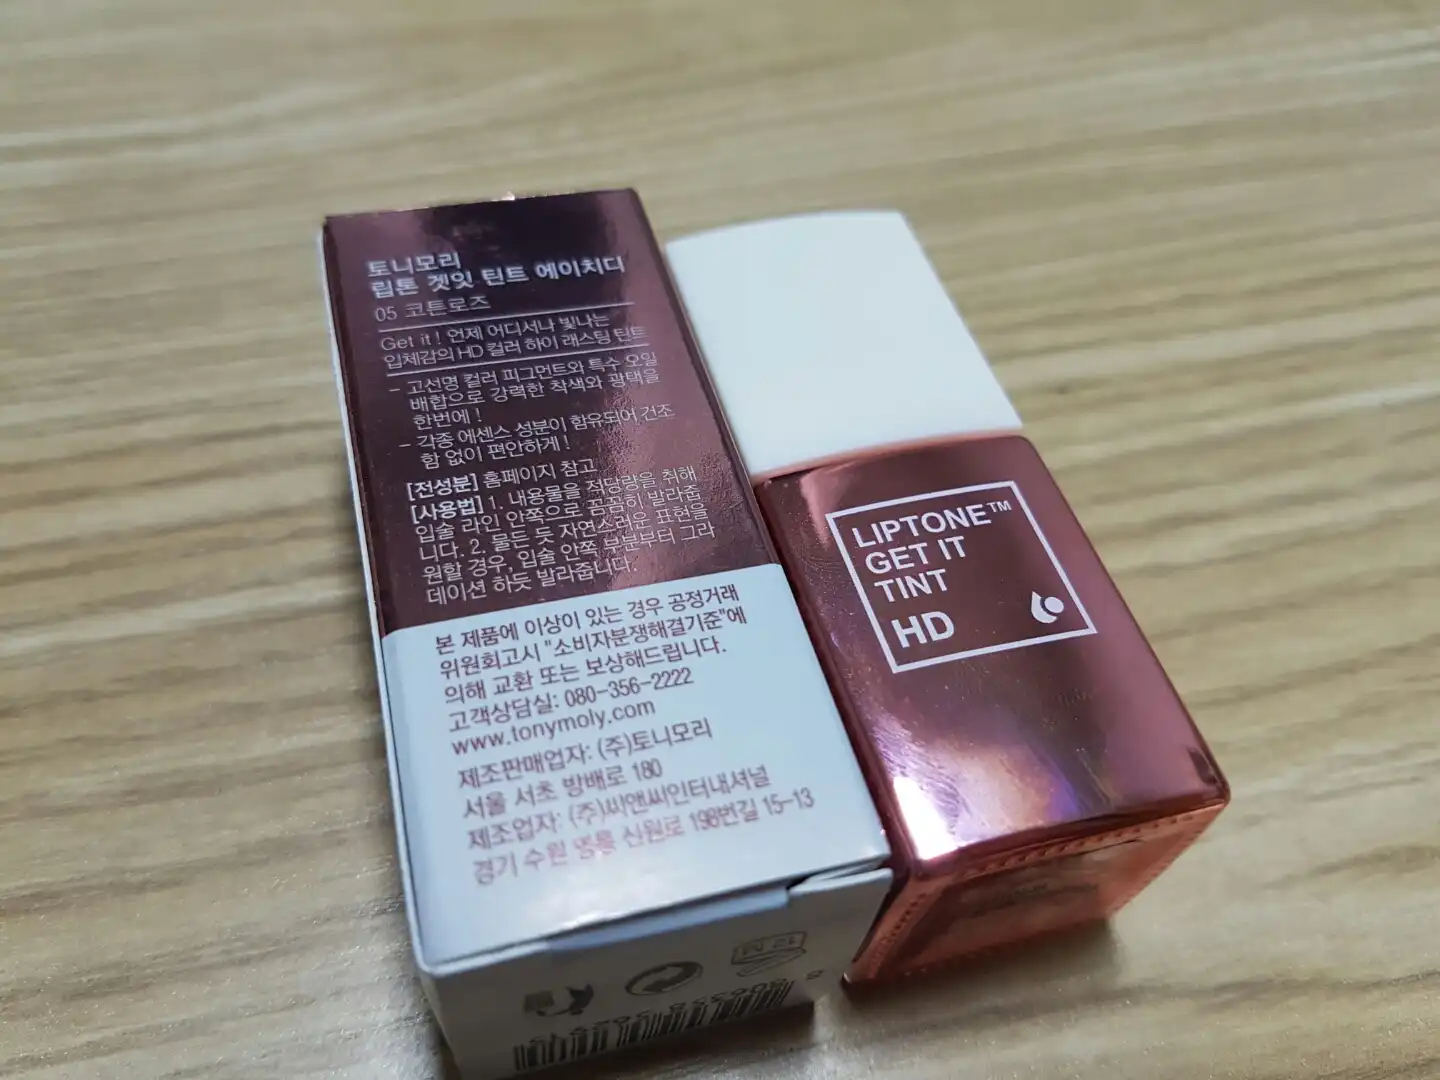 토니모리
립톤 겟잇 틴트 에이치디
05 코튼로즈
Get it! 언제 어디서나 빛나는
입체감의 HD 컬러 하이 래스팅 틴트
– 고선명 컬러 피그먼트와 특수 오일
배합으로 강력한 착색와 광택을
한번에!
– 각종 에센스 성분이 함유되어 건조
함 없이 편안하게!
[전성분] 홈페이지 참고
[사용법] 1. 내용물을 적당량을 취해
입술 라인 안쪽으로 꼼꼼히 발라줍
니다. 2. 물든 듯 자연스러운 표현을
원할 경우, 입술 안쪽 부분부터 그라
데이션 하듯 발라줍니다.
본 제품에 이상이 있는 경우 공정거래
위원회고시 "소비자분쟁해결기준"에
의해 교환 또는 보상해드립니다.
고객상담실: 080-356-2222
www.tonymoly.com
제조판매업자: (주)토니모리
서울 서초 방배로 180
제조업자: (주)씨앤씨인터내셔널
경기 수원 신원로 198번길 15-13
12 M
LIPTONE™
GET IT
TINT
HD